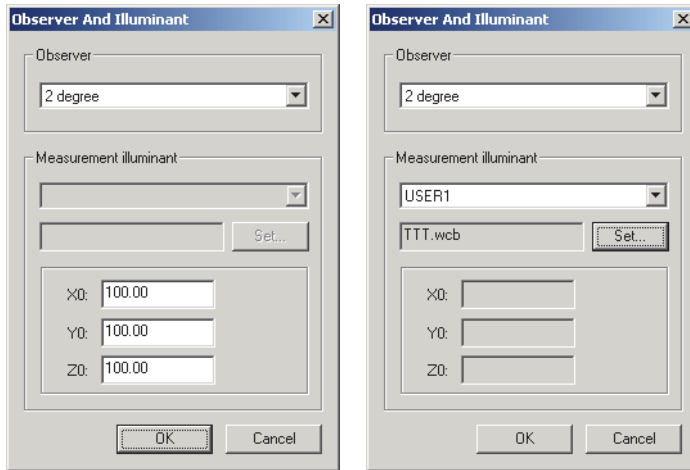 Observer And Illuminant
Observer
2 degree
Measurement illuminant
Set...
X0: 100.00
Y0: 100.00
Z0: 100.00
OK Cancel
Observer And Illuminant
Observer
2 degree
Measurement illuminant
USER1
TTT.wcb Set...
X0:
Y0:
Z0:
OK Cancel